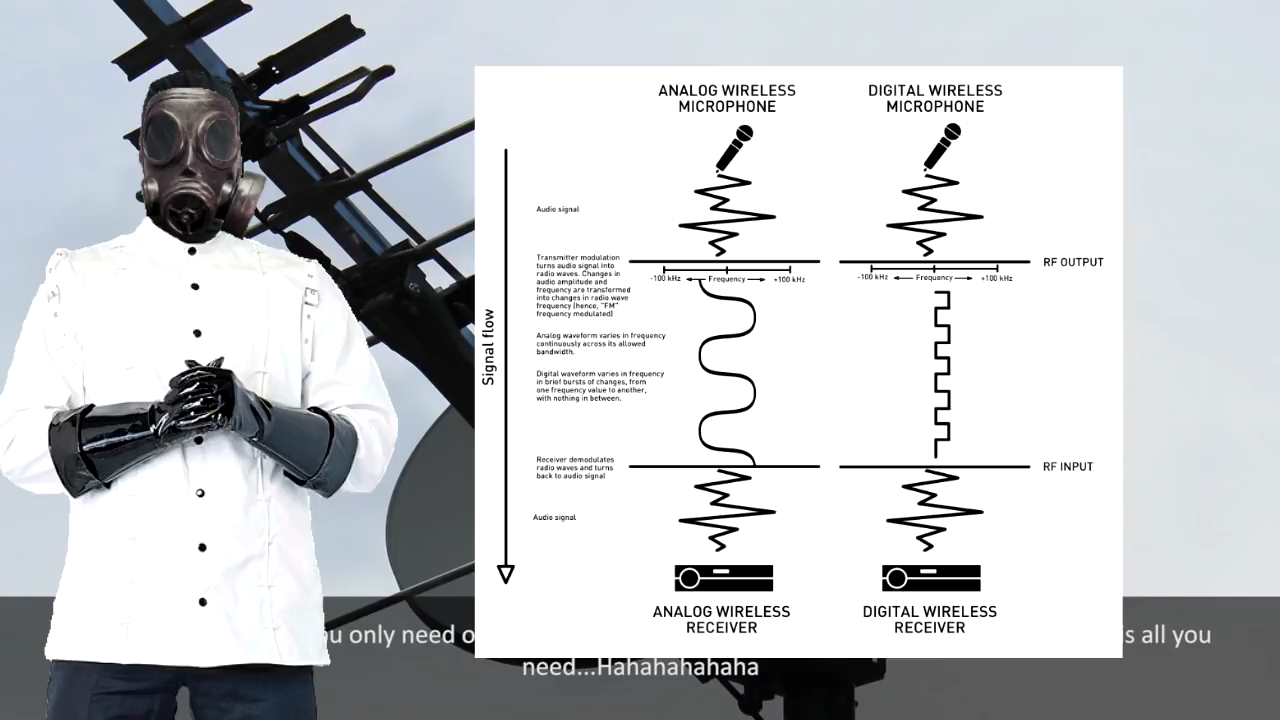 ANALOG WIRELESS
MICROPHONE
DIGITAL WIRELESS
MICROPHONE
Signal flow
Audio signal
Transmitter modulation
turns audio signal into
radio waves. Changes in
audio amplitude and
frequency are transformed
into changes in radio wave
frequency (hence, "FM"
frequency modulated)
-100 kHz
Frequency
+100 kHz
-100 kHz
Frequency
+100 kHz
RF OUTPUT
Analog waveform varies in frequency
continuously across its allowed
bandwidth.
Digital waveform varies in frequency
in brief bursts of changes, from
one frequency value to another,
with nothing in between.
Receiver demodulates
radio waves and turns
back to audio signal
RF INPUT
Audio signal
ANALOG WIRELESS
RECEIVER
DIGITAL WIRELESS
RECEIVER
only need all you
need...Hahahahahaha